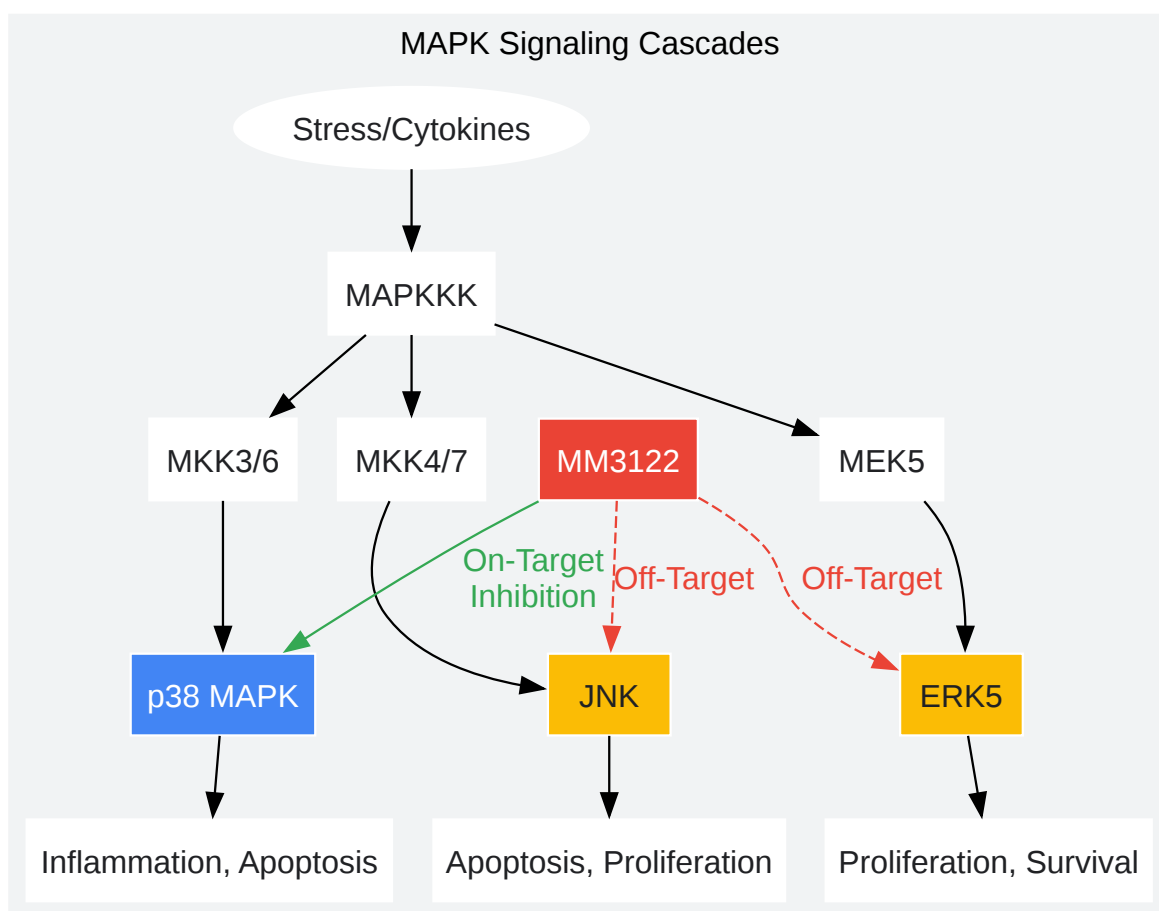 MAPK Signaling Cascades
Stress/Cytokines
MAPKKK
MKK3/6
MKK4/7
MM3122
MEK5
On-Target
Inhibition
Off-Target
Off-Target
p38 MAPK
JNK
ERK5
Inflammation, Apoptosis
Apoptosis, Proliferation
Proliferation, Survival